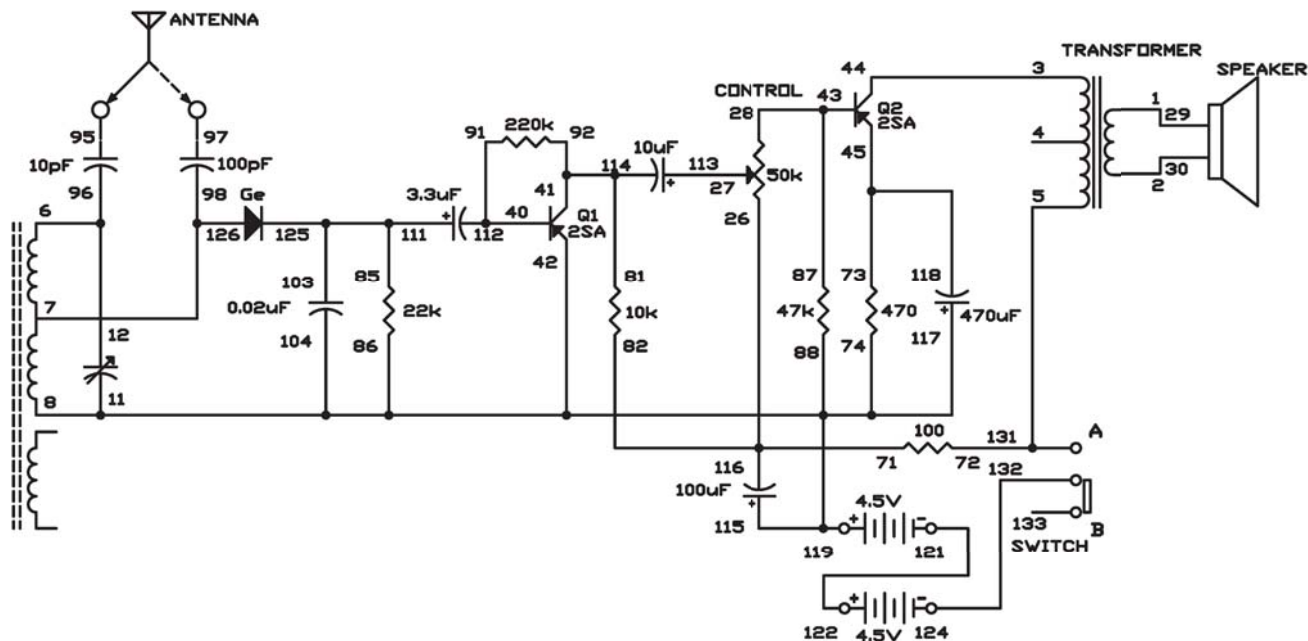 ANTENNA
TRANSFORMER
SPEAKER
44
3
CONTROL
43
Q2
2SA
1
29
28
95
97
91
220k
92
10uF
4
10pF
100pF
114
113
45
50k
30
2
96
98
3.3uF
41
27
5
6
Ge
40
Q1
2SA
26
126
125
111
112
42
7
103
85
81
87
73
118
0.02uF
22k
10k
47k
470
470uF
12
104
86
82
88
74
117
8
11
100
131
A
116
71
72
132
100uF
4.5V
+
-
115
133
B
119
121
SWITCH
+
-
122
4.5V
124